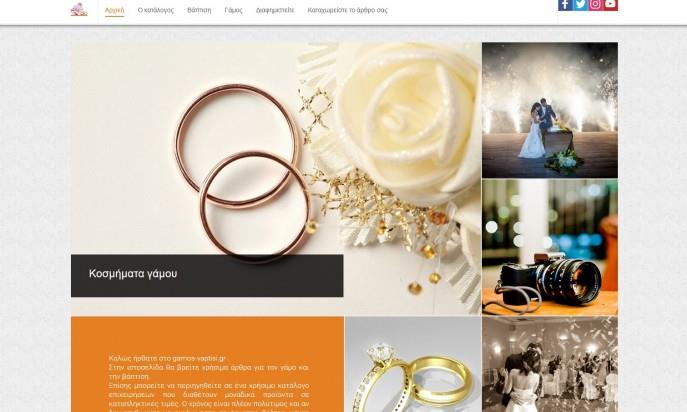 Αρχική Ο κατάλογος Βάπτιση Γάμος Διαφημιστείτε Καταχωρείστε το άρθρο σας
Κοσμήματα γάμου
Καλώς ήρθατε στο gamos-vaptisi.gr .
Στην ιστοσελίδα θα βρείτε χρήσιμα άρθρα για τον γάμο και
την βάπτιση.
Επίσης μπορείτε να περιηγηθείτε σε ένα χρήσιμο κατάλογο
επιχειρήσεων που διαθέτουν μοναδικά προϊόντα σε
καταπληκτικές τιμές. Ο χρόνος είναι πλέον πολύτιμος και αν